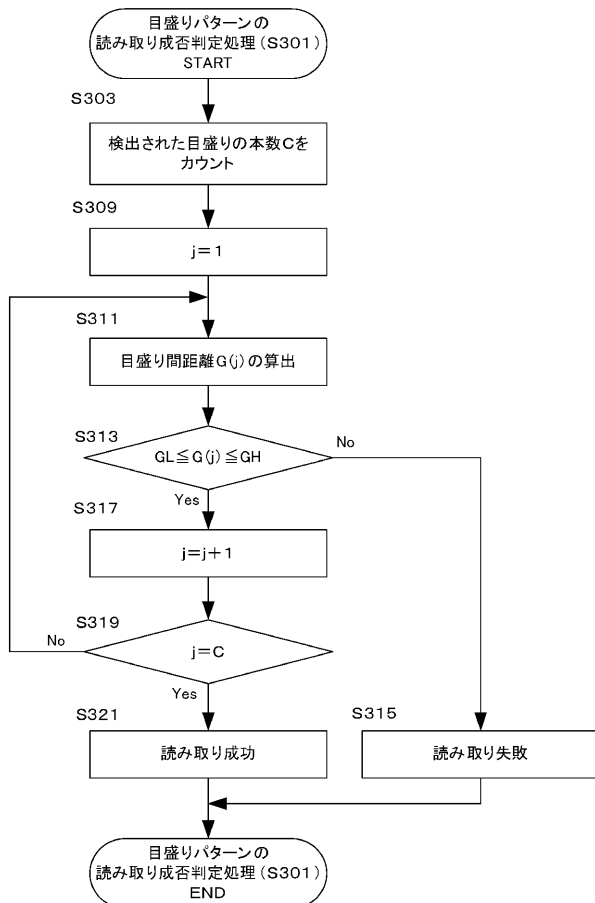 目盛りパターンの
読み取り成否判定処理(S301)
START
S303
検出された目盛りの本数Cを
カウント
S309
j=1
S311
目盛り間距離G(j)の算出
S313
GL≦G(j)≦GH
No
Yes
S317
j=j+1
S319
No
j=C
Yes
S321
読み取り成功
S315
読み取り失敗
目盛りパターンの
読み取り成否判定処理(S301)
END